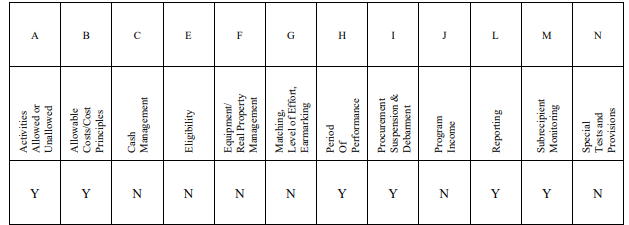 A B C E F G H I J L M N
Activities
Allowed or
Unallowed
Allowable
Costs/Cost
Principles
Cash
Management
Eligibility
Equipment/
Real Property
Management
Matching,
Level of Effort,
Earmarking
Period
Of
Performance
Procurement
Suspension &
Debarment
Program
Income
Reporting
Subrecipient
Monitoring
Special
Tests and
Provisions
Y Y N N N N Y Y N Y Y N